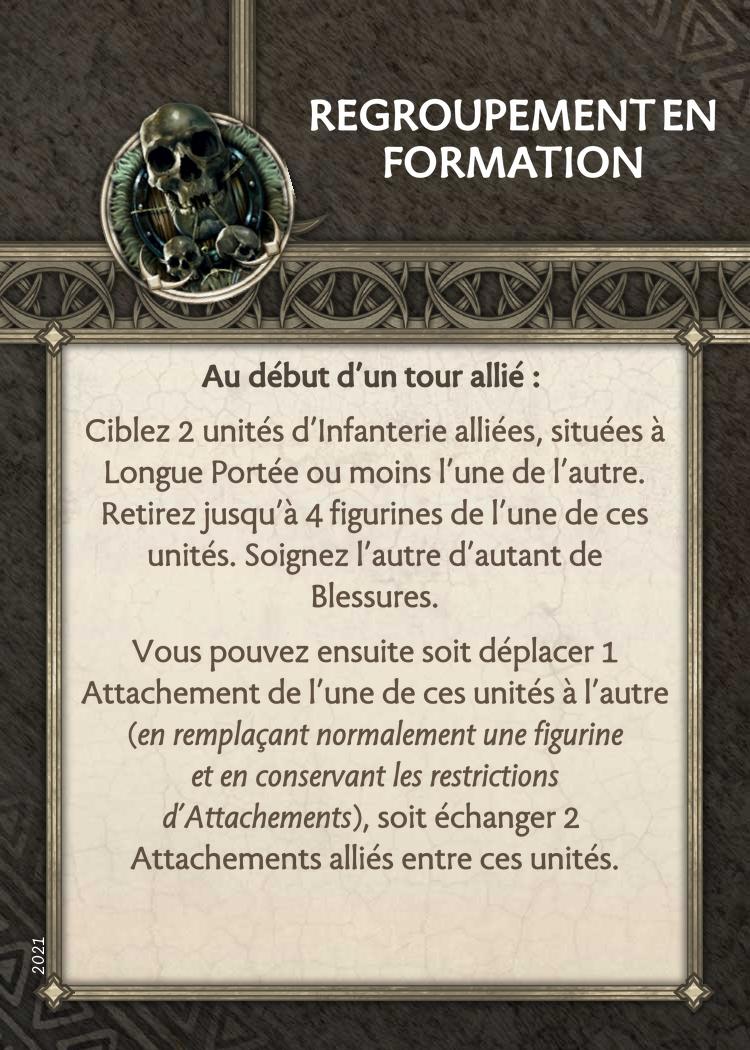 REGROUPEMENT EN
FORMATION
Au début d'un tour allié :
Ciblez 2 unités d'Infanterie alliées, situées à
Longue Portée ou moins l'une de l'autre.
Retirez jusqu'à 4 figurines de l'une de ces
unités. Soignez l'autre d'autant de
Blessures.
Vous pouvez ensuite soit déplacer 1
Attachement de l'une de ces unités à l'autre
(en remplaçant normalement une figurine
et en conservant les restrictions
d'Attachements), soit échanger 2
Attachements alliés entre ces unités.
2021